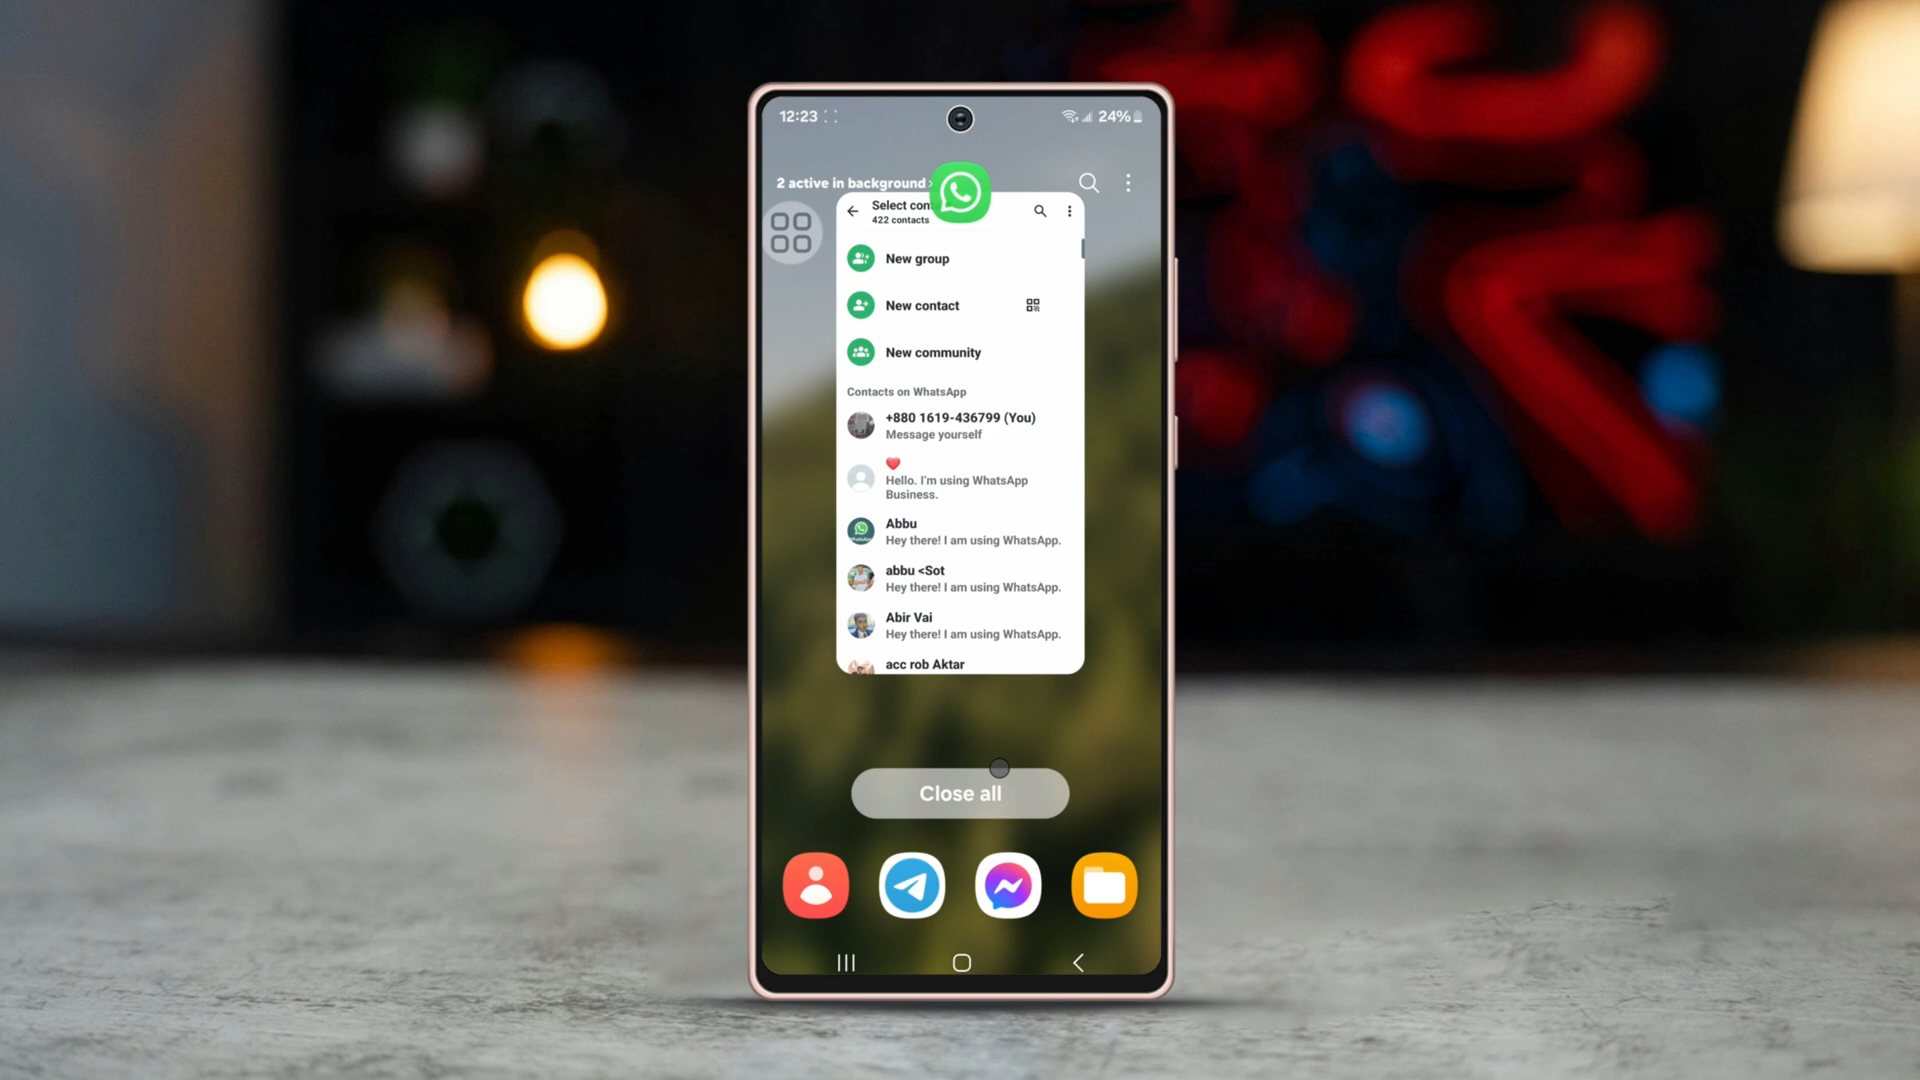 12:23
24%
2 active in background
Select con
422 contacts
New group
New contact
New community
Contacts on WhatsApp
+880 1619-436799 (You)
Message yourself
❤️
Hello. I'm using WhatsApp
Business.
Abbu
Hey there! I am using WhatsApp.
abbu <Sot
Hey there! I am using WhatsApp.
Abir Vai
Hey there! I am using WhatsApp.
acc rob Aktar
Close all